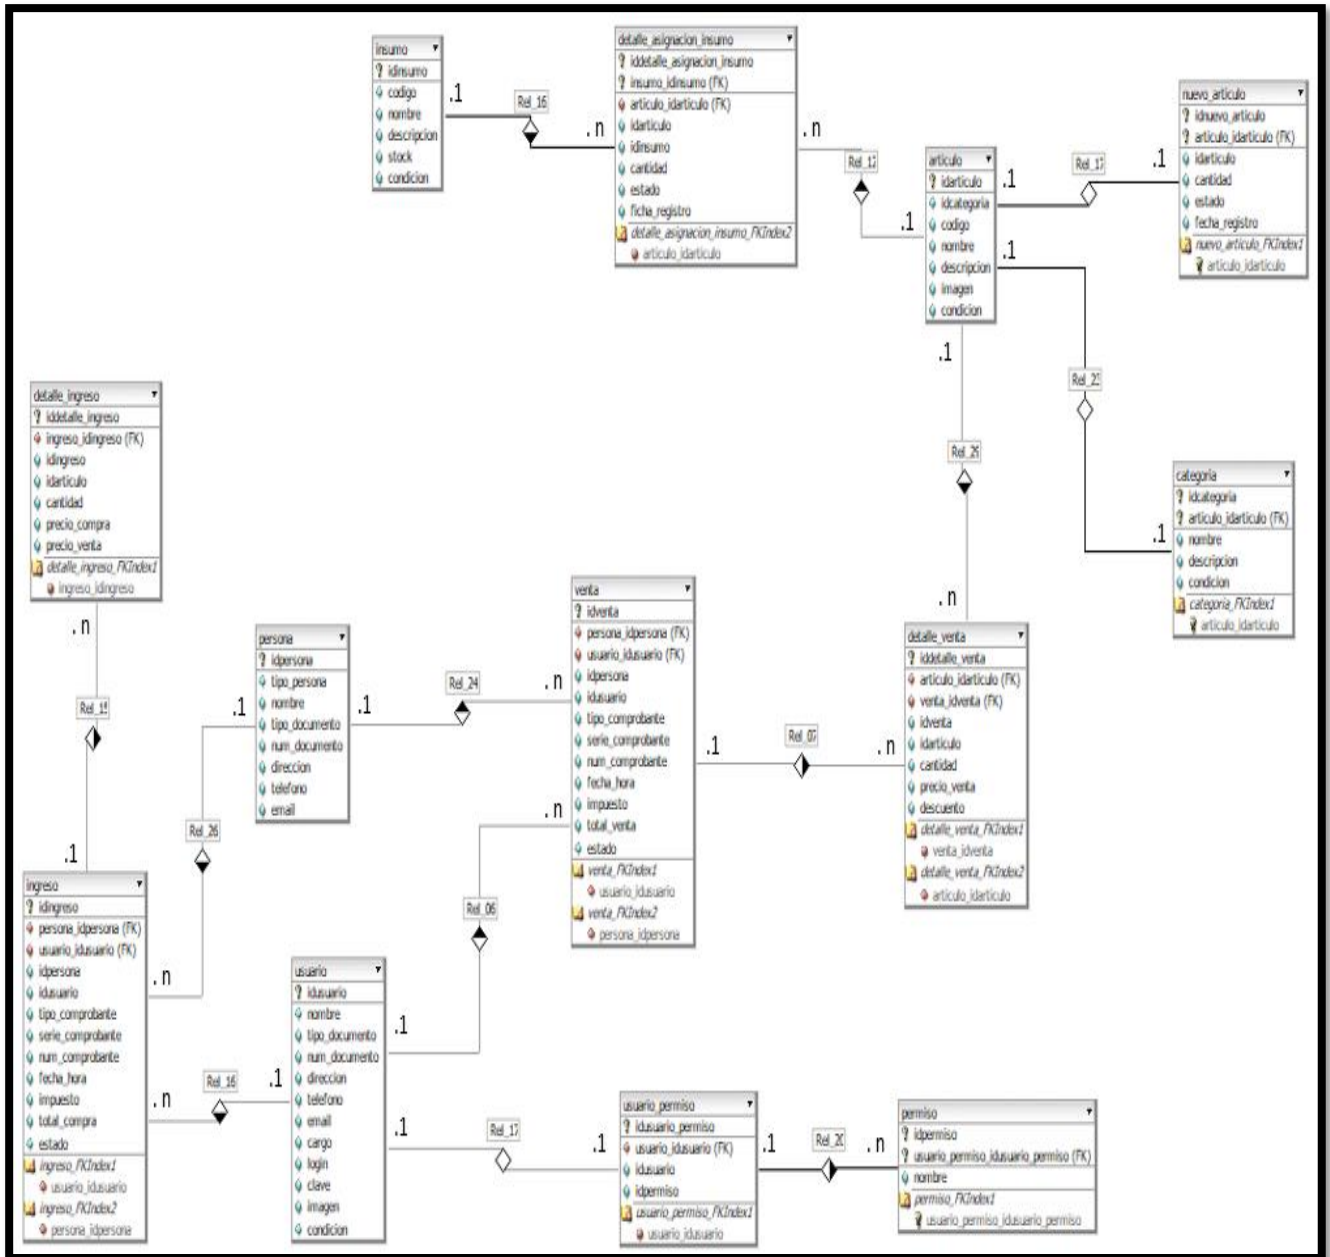 insumo
idinsumo
codigo
nombre
descripcion
stock
condicion
.1
Rel_16
.n
detalle_asignacion_insumo
iddetalle_asignacion_insumo
insumo_idinsumo (FK)
articulo_idarticulo (FK)
idarticulo
idinsumo
cantidad
estado
ficha_registro
detalle_asignacion_insumo_FKIndex2
articulo_idarticulo
.n
Rel_12
.1
articulo
idarticulo
idcategoria
codigo
nombre
descripcion
imagen
condicion
.1
Rel_17
.1
nuevo_articulo
idnuevo_articulo
articulo_idarticulo (FK)
idarticulo
cantidad
estado
fecha_registro
nuevo_articulo_FKIndex1
articulo_idarticulo
.1
.1
.1
categoria
idcategoria
articulo_idarticulo (FK)
nombre
descripcion
condicion
categoria_FKIndex1
articulo_idarticulo
.n
detalle_ingreso
iddetalle_ingreso
ingreso_idingreso (FK)
idingreso
idarticulo
cantidad
precio_compra
precio_venta
detalle_ingreso_FKIndex1
ingreso_idingreso
.n
.1
persona
idpersona
tipo_persona
nombre
tipo_documento
num_documento
direccion
telefono
email
.1
Rel_26
.n
.1
Rel_24
.n
venta
idventa
persona_idpersona (FK)
usuario_idusuario (FK)
idpersona
idusuario
tipo_comprobante
serie_comprobante
num_comprobante
fecha_hora
impuesto
total_venta
estado
venta_FKIndex1
usuario_idusuario
venta_FKIndex2
persona_idpersona
.n
Rel_06
.1
.1
Rel_07
.n
detalle_venta
iddetalle_venta
articulo_idarticulo (FK)
venta_idventa (FK)
idventa
idarticulo
cantidad
precio_venta
descuento
detalle_venta_FKIndex1
venta_idventa
detalle_venta_FKIndex2
articulo_idarticulo
ingreso
idingreso
persona_idpersona (FK)
usuario_idusuario (FK)
idpersona
idusuario
tipo_comprobante
serie_comprobante
num_comprobante
fecha_hora
impuesto
total_compra
estado
ingreso_FKIndex1
usuario_idusuario
ingreso_FKIndex2
persona_idpersona
.n
Rel_16
.1
usuario
idusuario
nombre
tipo_documento
num_documento
direccion
telefono
email
cargo
login
clave
imagen
condicion
.1
Rel_17
.1
usuario_permiso
idusuario_permiso
usuario_idusuario (FK)
idusuario
idpermiso
usuario_permiso_FKIndex1
usuario_idusuario
.1
Rel_20
.n
permiso
idpermiso
usuario_permiso_idusuario_permiso (FK)
nombre
permiso_FKIndex1
usuario_permiso_idusuario_permiso